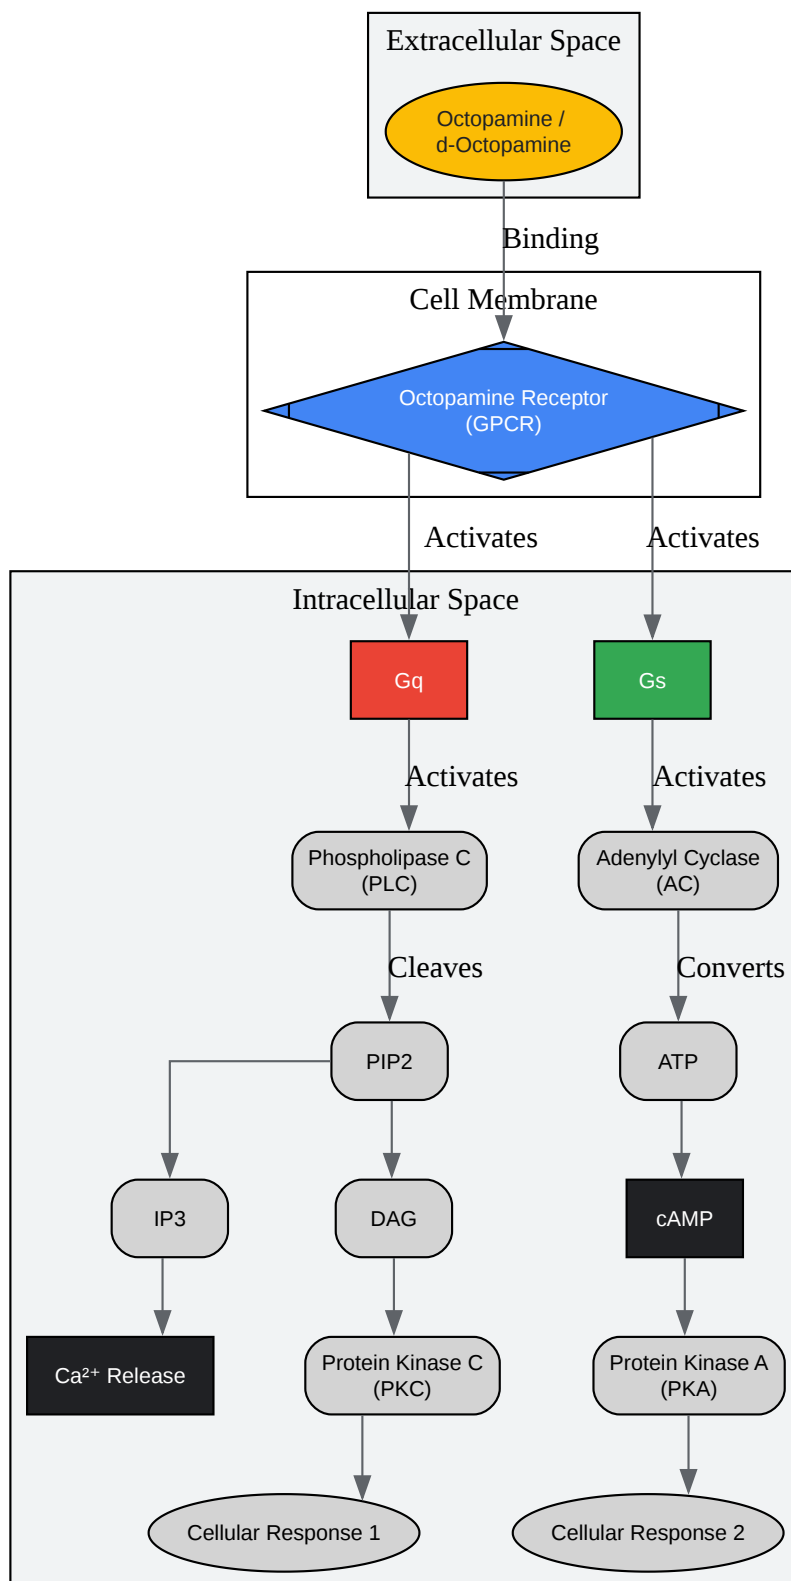 Extracellular Space
Octopamine /
d-Octopamine
Binding
Cell Membrane
Octopamine Receptor
(GPCR)
Activates
Activates
Intracellular Space
Gq
Gs
Activates
Activates
Phospholipase C
(PLC)
Adenylyl Cyclase
(AC)
Cleaves
Converts
PIP2
ATP
IP3
DAG
cAMP
Ca²⁺ Release
Protein Kinase C
(PKC)
Protein Kinase A
(PKA)
Cellular Response 1
Cellular Response 2